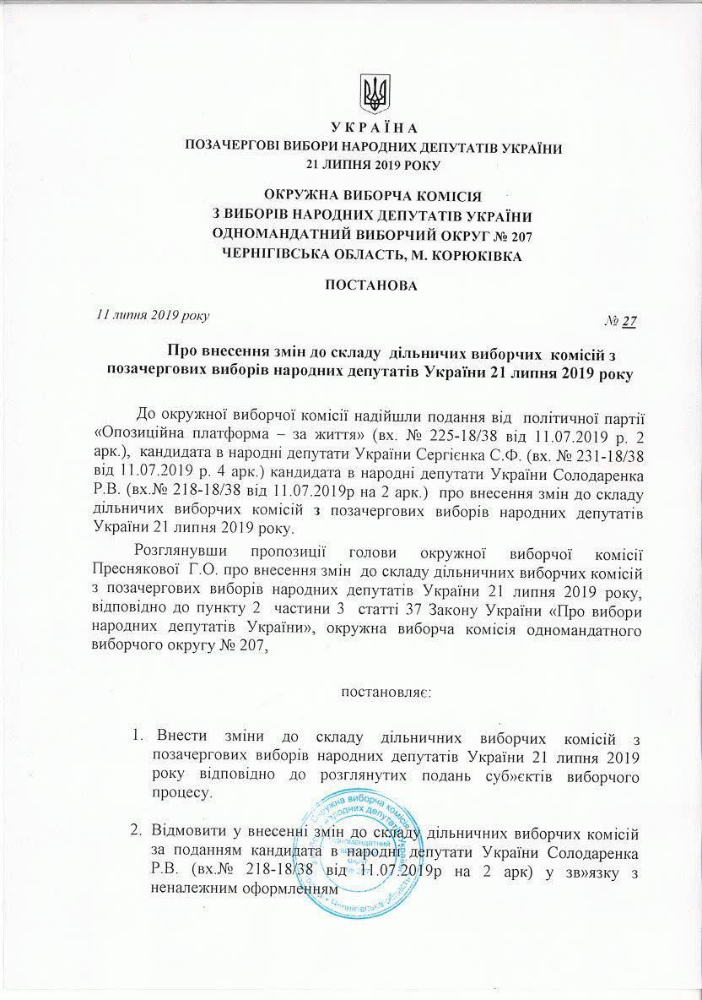 У К Р А Ї Н А
ПОЗАЧЕРГОВІ ВИБОРИ НАРОДНИХ ДЕПУТАТІВ УКРАЇНИ
21 ЛИПНЯ 2019 РОКУ
ОКРУЖНА ВИБОРЧА КОМІСІЯ
З ВИБОРІВ НАРОДНИХ ДЕПУТАТІВ УКРАЇНИ
ОДНОМАНДАТНИЙ ВИБОРЧИЙ ОКРУГ № 207
ЧЕРНІГІВСЬКА ОБЛАСТЬ, М. КОРЮКІВКА
ПОСТАНОВА
11 липня 2019 року
№ 27
Про внесення змін до складу дільничих виборчих комісій з
позачергових виборів народних депутатів України 21 липня 2019 року
До окружної виборчої комісії надійшли подання від політичної партії
«Опозиційна платформа – за життя» (вх. № 225-18/38 від 11.07.2019 р. 2
арк.), кандидата в народні депутати України Сергієнка С.Ф. (вх. № 231-18/38
від 11.07.2019 р. 4 арк.) кандидата в народні депутати України Солодаренка
Р.В. (вх.№ 218-18/38 від 11.07.2019р на 2 арк.) про внесення змін до складу
дільничих виборчих комісій з позачергових виборів народних депутатів
України 21 липня 2019 року.
Розглянувши пропозиції голови окружної виборчої комісії
Преснякової Г.О. про внесення змін до складу дільничних виборчих комісій
з позачергових виборів народних депутатів України 21 липня 2019 року,
відповідно до пункту 2 частини 3 статті 37 Закону України «Про вибори
народних депутатів України», окружна виборча комісія одномандатного
виборчого округу № 207,
постановляє:
1. Внести зміни до складу дільничних виборчих комісій з
позачергових виборів народних депутатів України 21 липня 2019
року відповідно до розглянутих подань суб»єктів виборчого
процесу.
2. Відмовити у внесенні змін до складу дільничних виборчих комісій
за поданням кандидата в народні депутати України Солодаренка
Р.В. (вх.№ 218-18/38 від 11.07.2019р на 2 арк) у зв»язку з
неналежним оформленням
Окружна виборча комісія
народних депутатів України
Чернігівська область